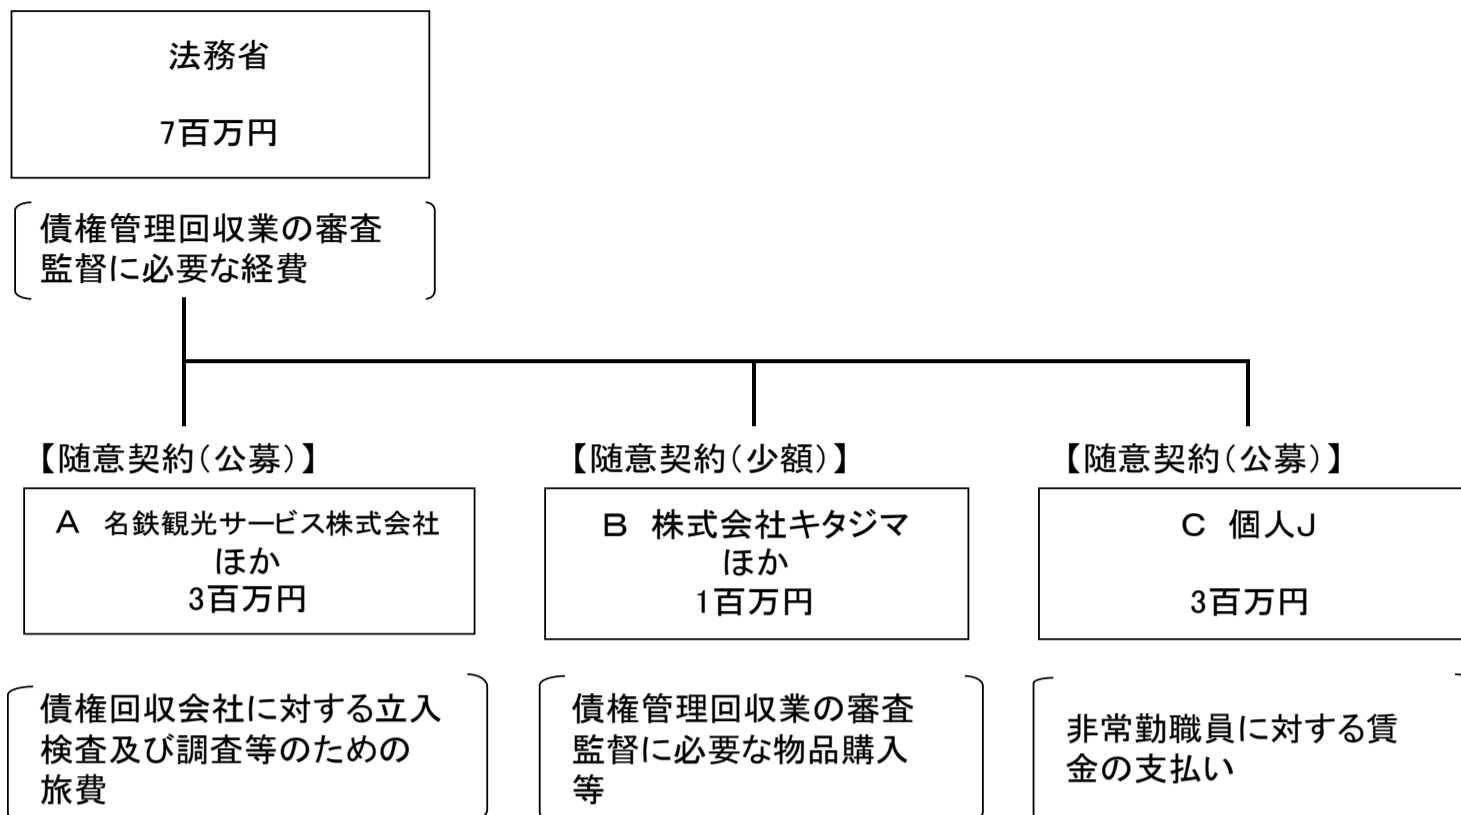 法務省
7百万円
債権管理回収業の審査
監督に必要な経費
【随意契約(公募)】
A 名鉄観光サービス株式会社
ほか
3百万円
債権回収会社に対する立入
検査及び調査等のための
旅費
【随意契約(少額)】
B 株式会社キタジマ
ほか
1百万円
債権管理回収業の審査
監督に必要な物品購入
等
【随意契約(公募)】
C 個人J
3百万円
非常勤職員に対する賃
金の支払い